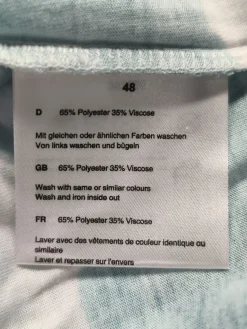 48
D 65% Polyester 35% Viscose
Mit gleichen oder ähnlichen Farben waschen
Von links waschen und bügeln
GB 65% Polyester 35% Viscose
Wash with same or similar colours
Wash and iron inside out
FR 65% Polyester 35% Viscose
Laver avec des vêtements de couleur identique ou
similaire
Laver et repasser sur l'envers